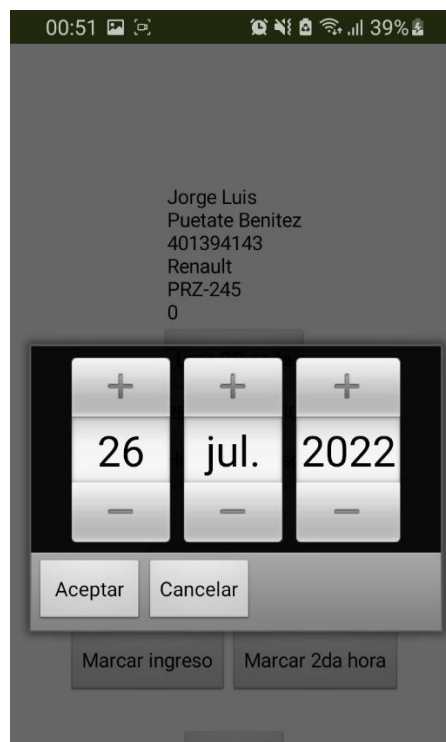 00:51 39%
Jorge Luis
Puetate Benitez
401394143
Renault
PRZ-245
0
+ + +
26 jul. 2022
— — —
Aceptar Cancelar
Marcar ingreso Marcar 2da hora